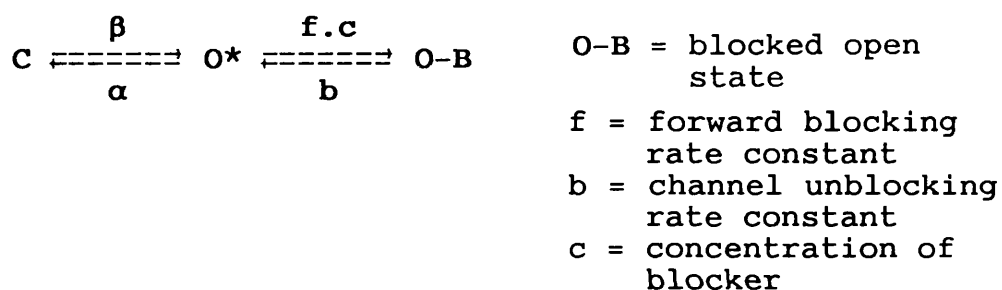 β f.c
C ⇌ O* ⇌ O-B
α b
O-B = blocked open
state
f = forward blocking
rate constant
b = channel unblocking
rate constant
c = concentration of
blocker